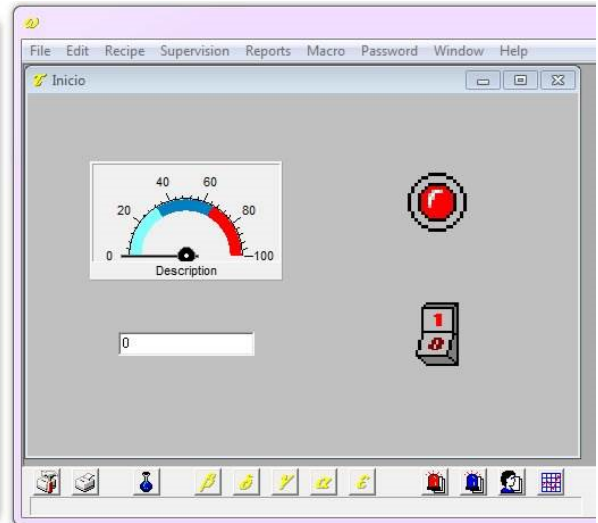 ω
File Edit Recipe Supervision Reports Macro Password Window Help
Inicio
0 20 40 60 80 100
Description
0
1
0
β δ γ α ε